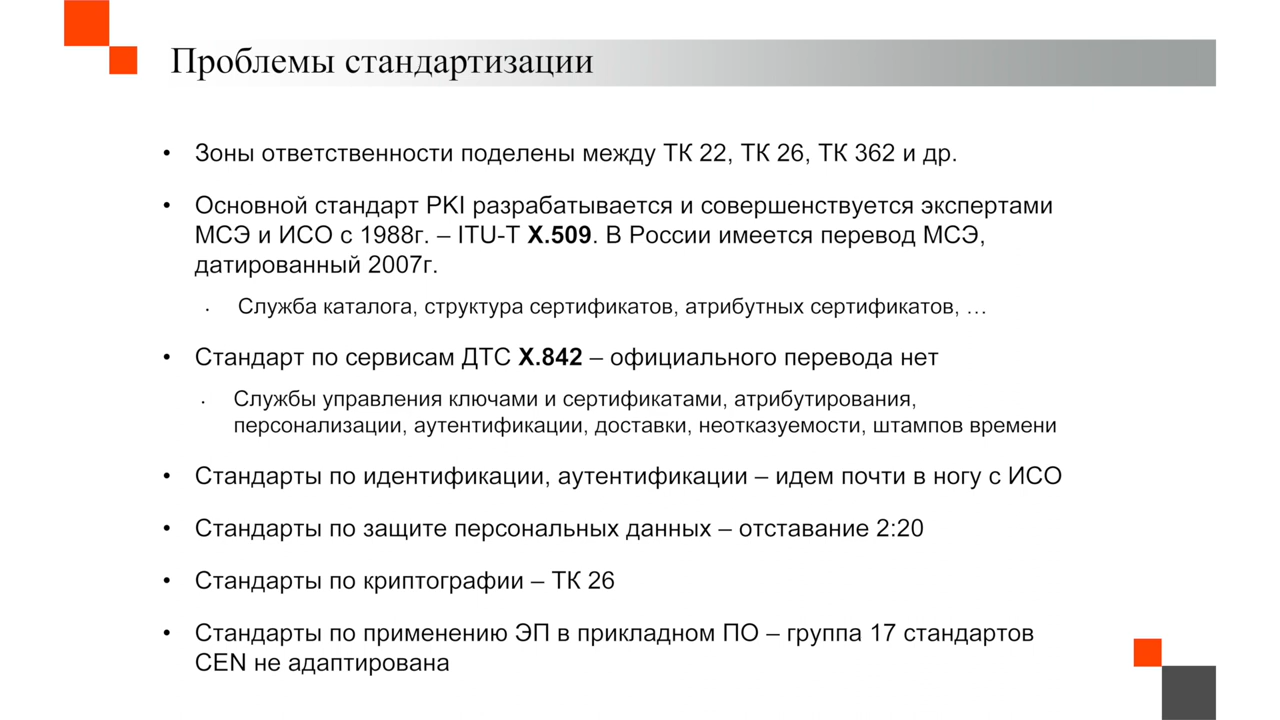 Проблемы стандартизации
• Зоны ответственности поделены между ТК 22, ТК 26, ТК 362 и др.
• Основной стандарт PKI разрабатывается и совершенствуется экспертами
МСЭ и ИСО с 1988г. – ITU-T X.509. В России имеется перевод МСЭ,
датированный 2007г.
• Служба каталога, структура сертификатов, атрибутных сертификатов, …
• Стандарт по сервисам ДТС X.842 – официального перевода нет
• Службы управления ключами и сертификатами, атрибутирования,
персонализации, аутентификации, доставки, неотказуемости, штампов времени
• Стандарты по идентификации, аутентификации – идем почти в ногу с ИСО
• Стандарты по защите персональных данных – отставание 2:20
• Стандарты по криптографии – ТК 26
• Стандарты по применению ЭП в прикладном ПО – группа 17 стандартов
CEN не адаптирована